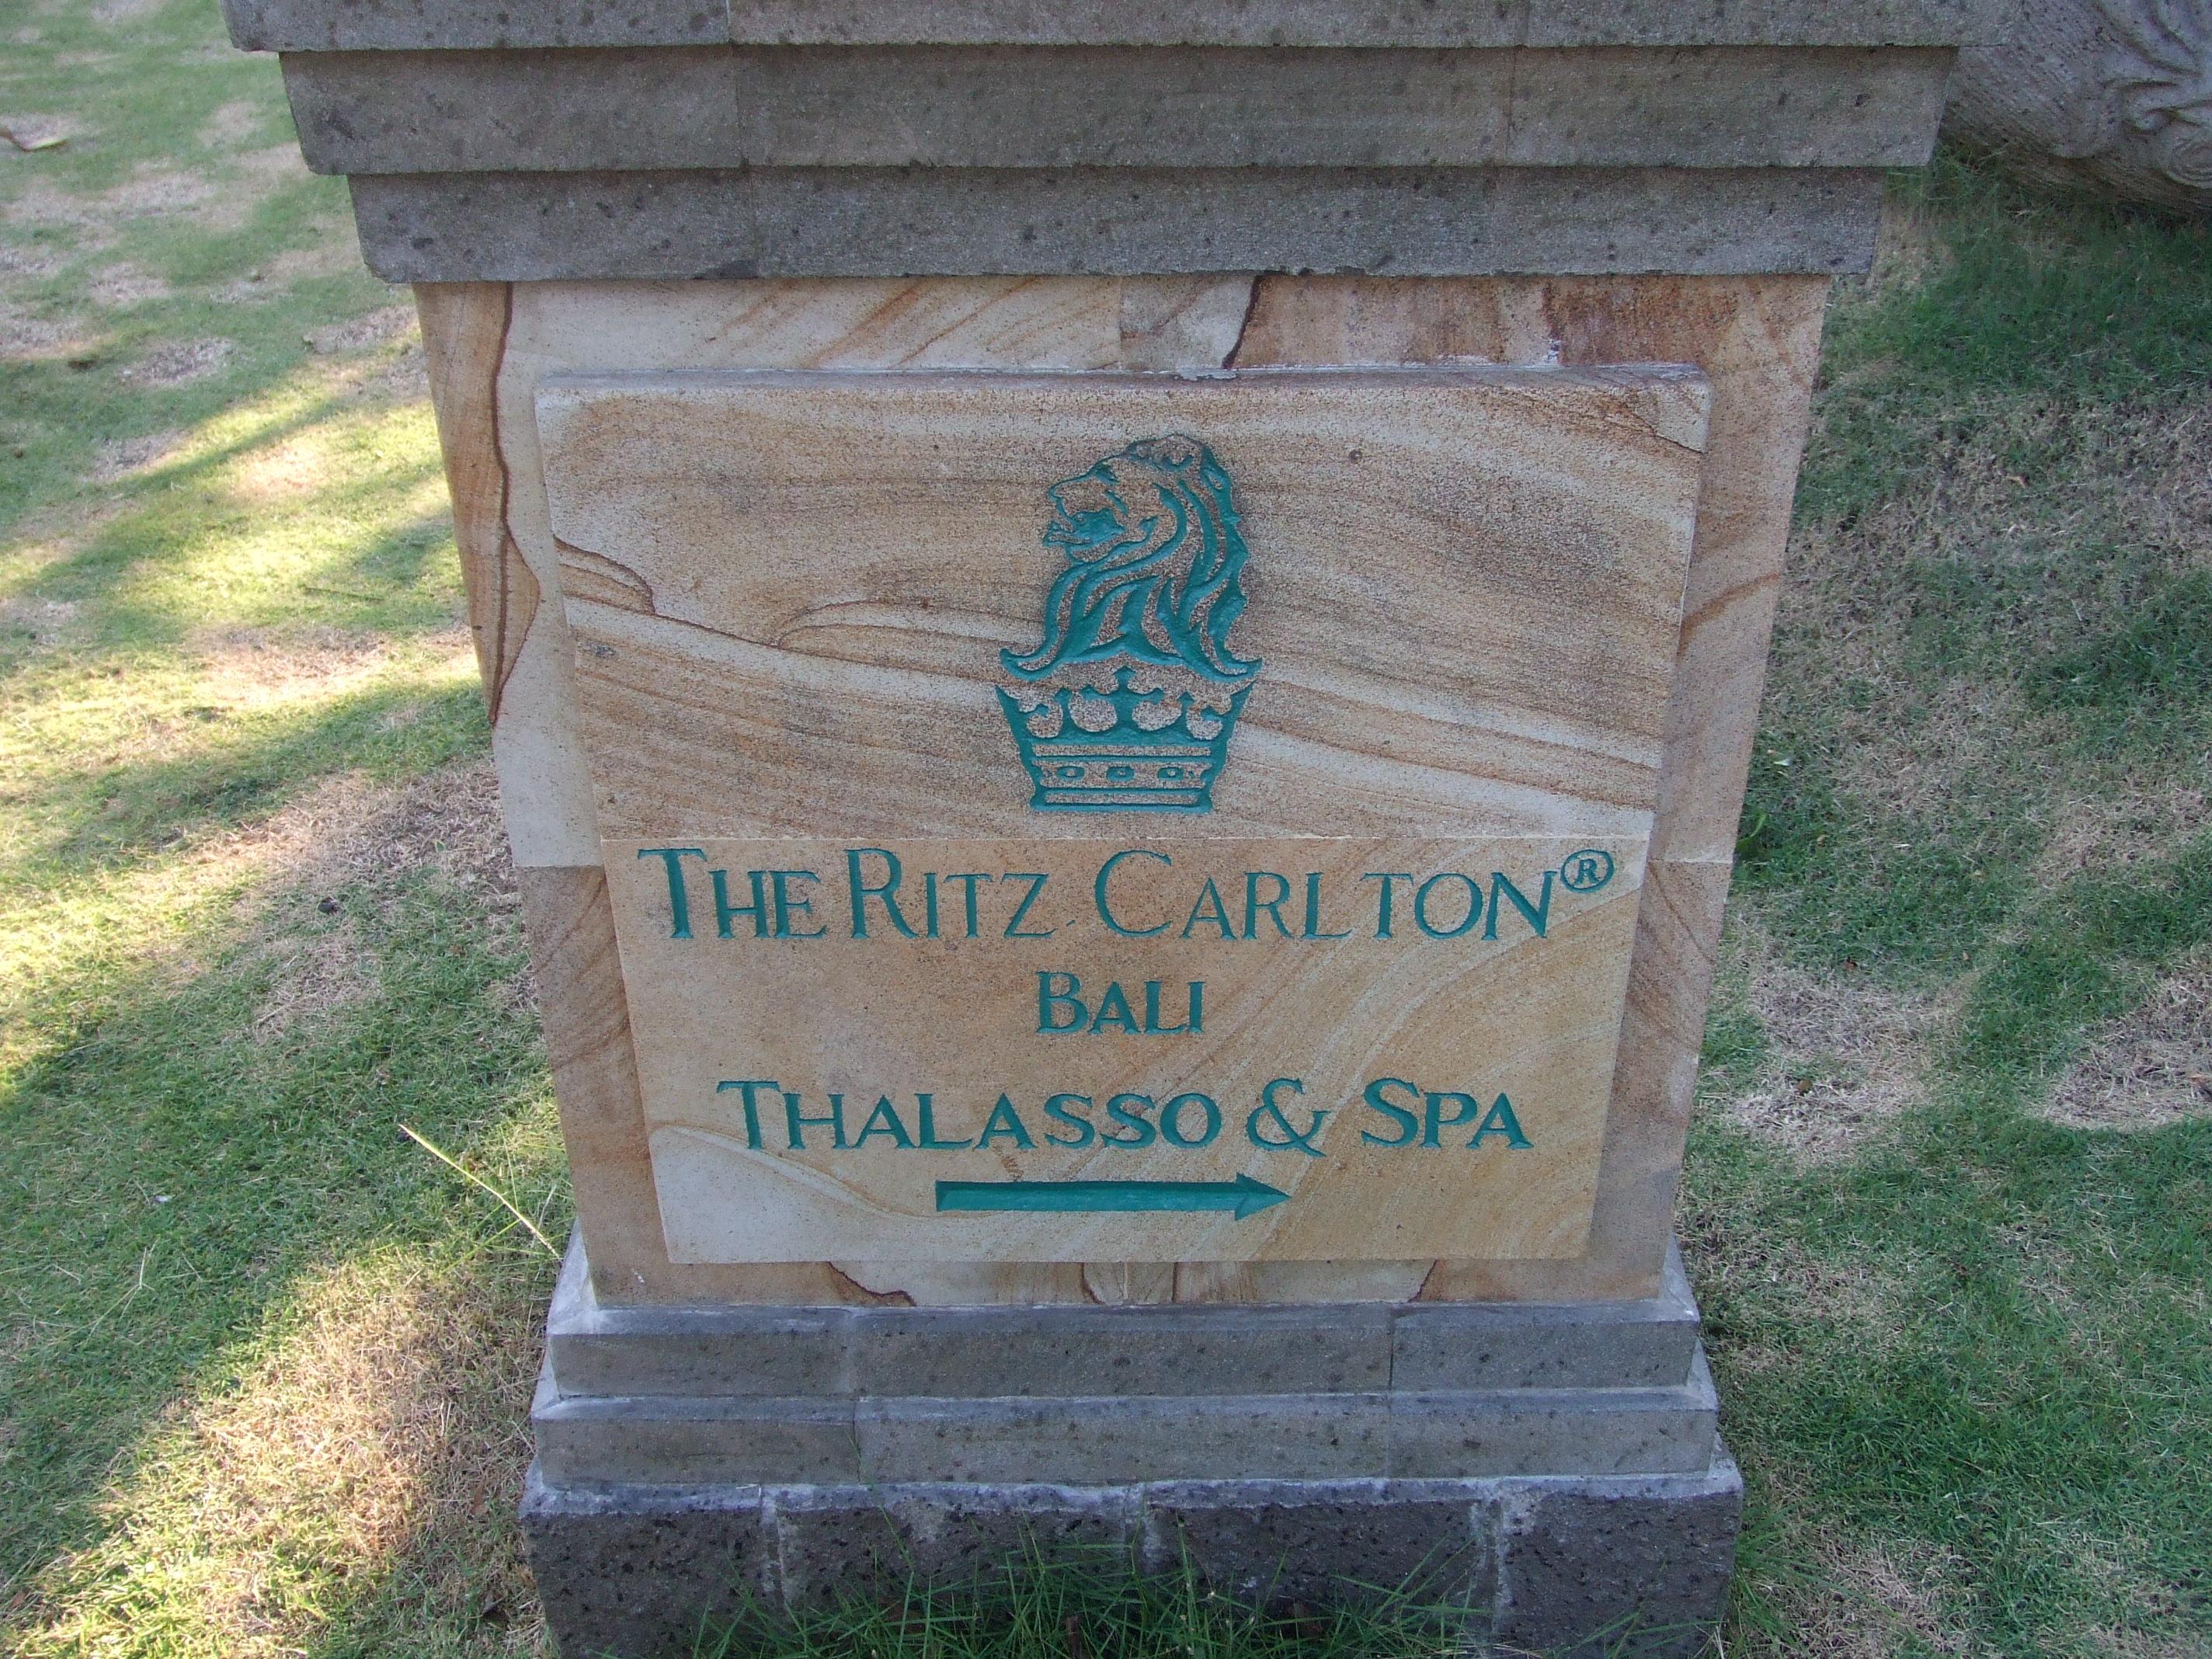 THE RITZ-CARLTON®
BALI
THALASSO & SPA